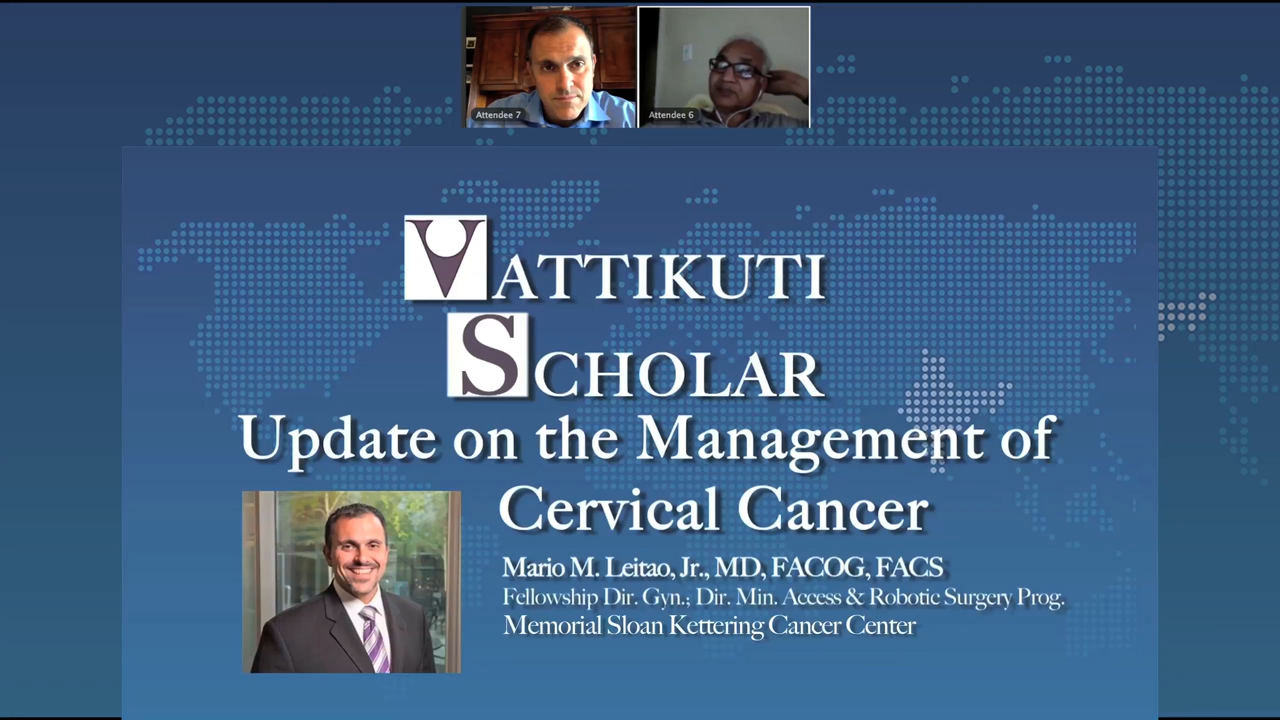 Attendee 7
Attendee 6
VATTIKUTI
SCHOLAR
Update on the Management of
Cervical Cancer
Mario M. Leitao, Jr., MD, FACOG, FACS
Fellowship Dir. Gyn.; Dir. Min. Access & Robotic Surgery Prog.
Memorial Sloan Kettering Cancer Center